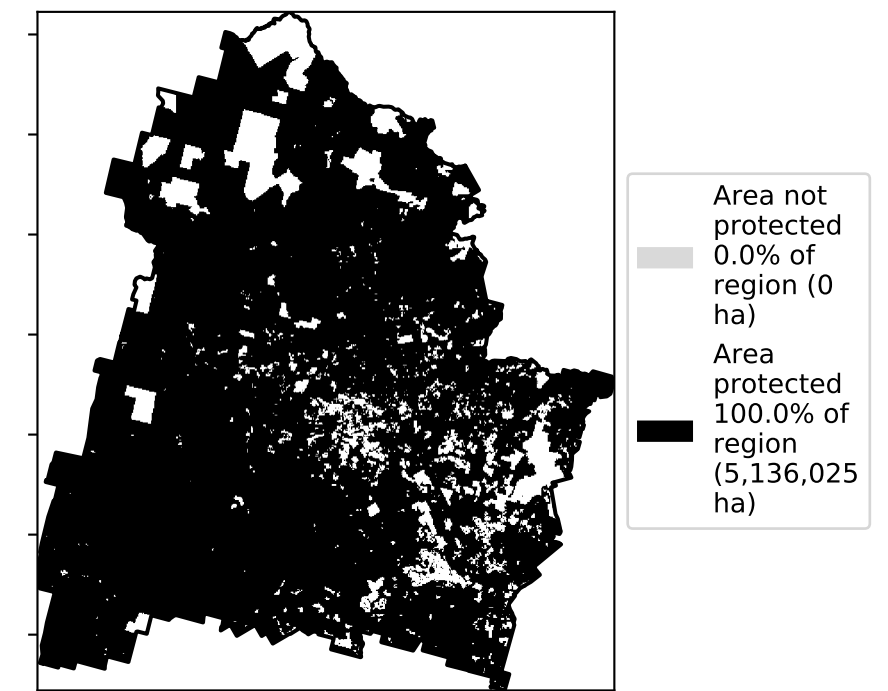 Area not
protected
0.0% of
region (0
ha)
Area
protected
100.0% of
region
(5,136,025
ha)